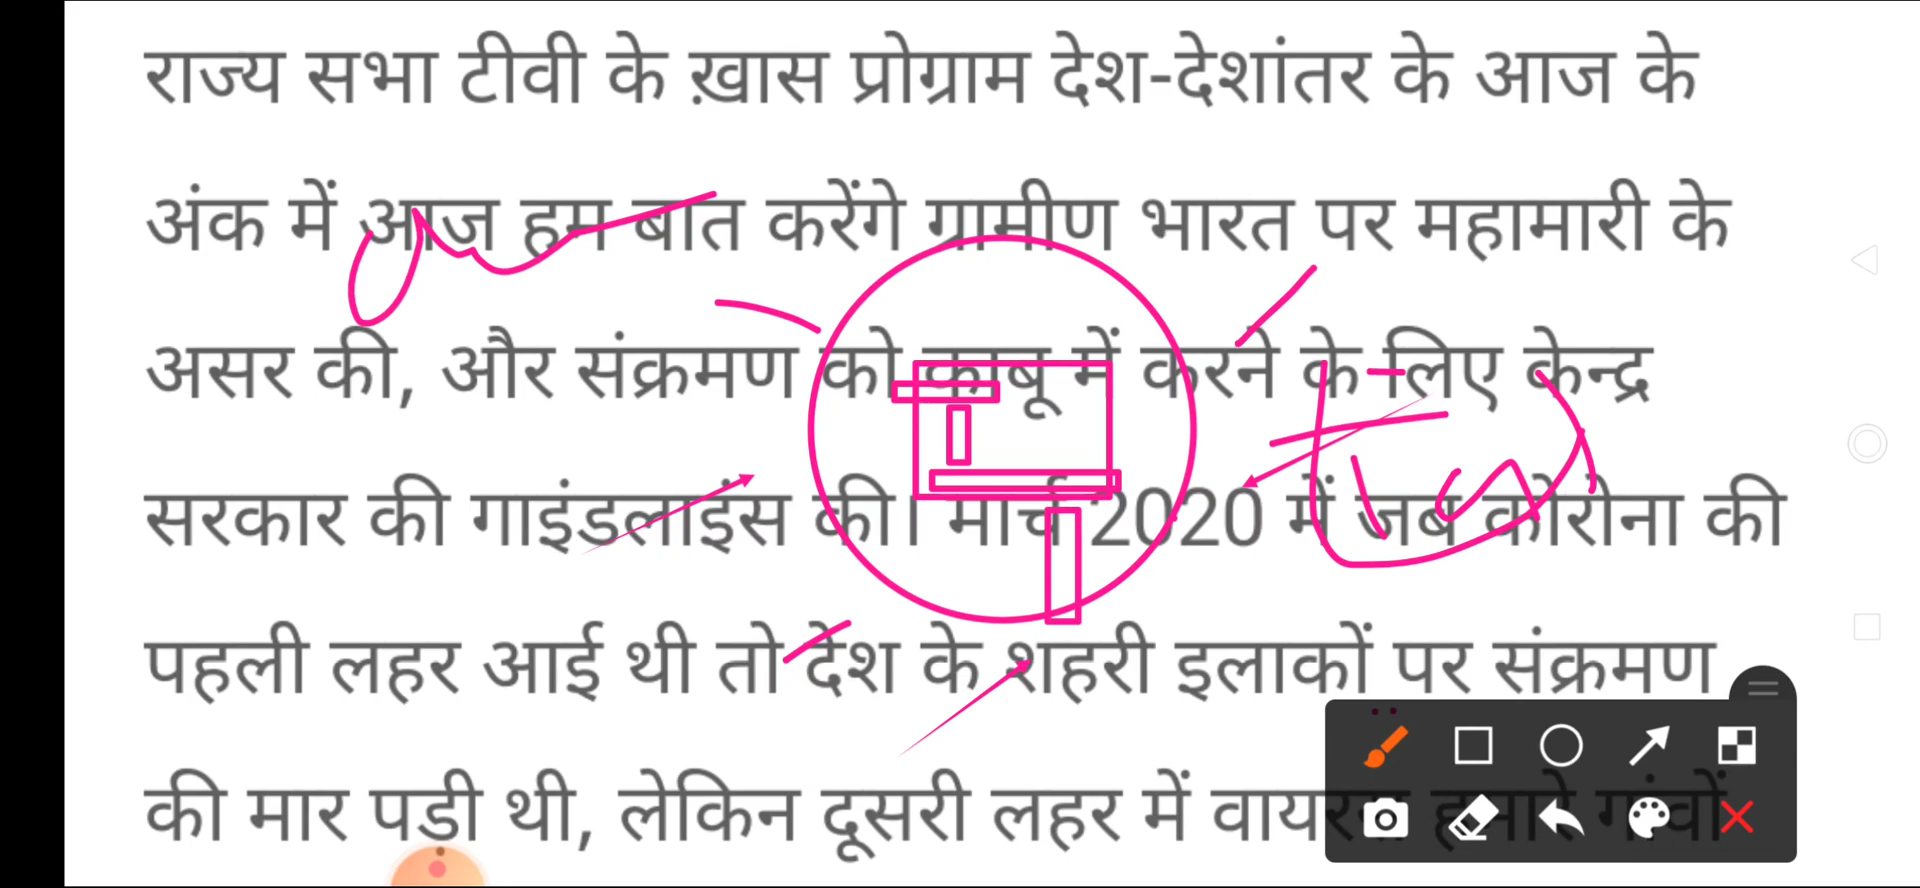 राज्य सभा टीवी के ख़ास प्रोग्राम देश-देशांतर के आज के
अंक में आज हम बात करेंगे ग्रामीण भारत पर महामारी के
असर की, और संक्रमण को काबू में करने के लिए केन्द्र
सरकार की गाइंडलाइंस की। मार्च 2020 में जब कोरोना की
पहली लहर आई थी तो देश के शहरी इलाकों पर संक्रमण
की मार पडी थी, लेकिन दूसरी लहर में वायरस हमारे गांवों